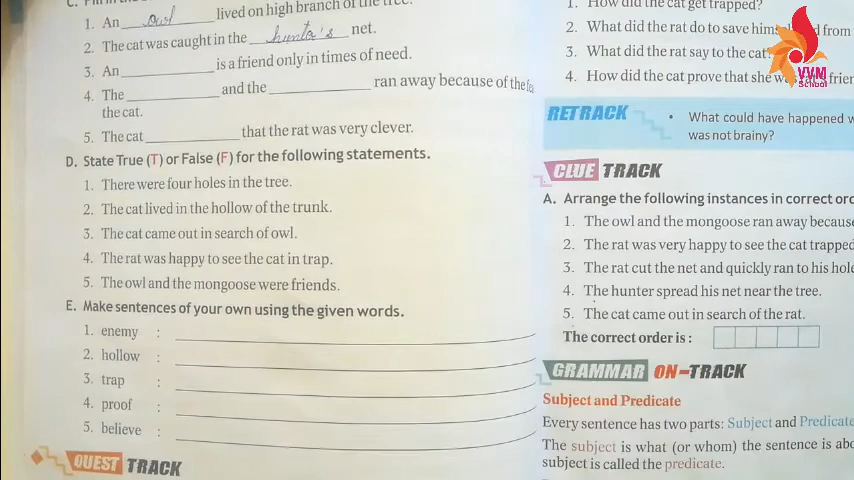 1. An owl lived on high branch of the tree.
2. The cat was caught in the hunter's net.
3. An ____________ is a friend only in times of need.
4. The ____________ and the ____________ ran away because of the
the cat.
5. The cat ____________ that the rat was very clever.
D. State True (T) or False (F) for the following statements.
1. There were four holes in the tree.
2. The cat lived in the hollow of the trunk.
3. The cat came out in search of owl.
4. The rat was happy to see the cat in trap.
5. The owl and the mongoose were friends.
E. Make sentences of your own using the given words.
1. enemy :
2. hollow :
3. trap :
4. proof :
5. believe :
QUEST TRACK
1. How did the cat get trapped?
2. What did the rat do to save from
3. What did the rat say to the cat?
4. How did the cat prove that she
VVM
School
RETRACK
• What could have happened
was not brainy?
CLUE TRACK
A. Arrange the following instances in correct
1. The owl and the mongoose ran away because
2. The rat was very happy to see the cat trapped
3. The rat cut the net and quickly ran to his hole
4. The hunter spread his net near the tree.
5. The cat came out in search of the rat.
The correct order is :
GRAMMAR ON-TRACK
Subject and Predicate
Every sentence has two parts: Subject and Predicate
The subject is what (or whom) the sentence is
subject is called the predicate.